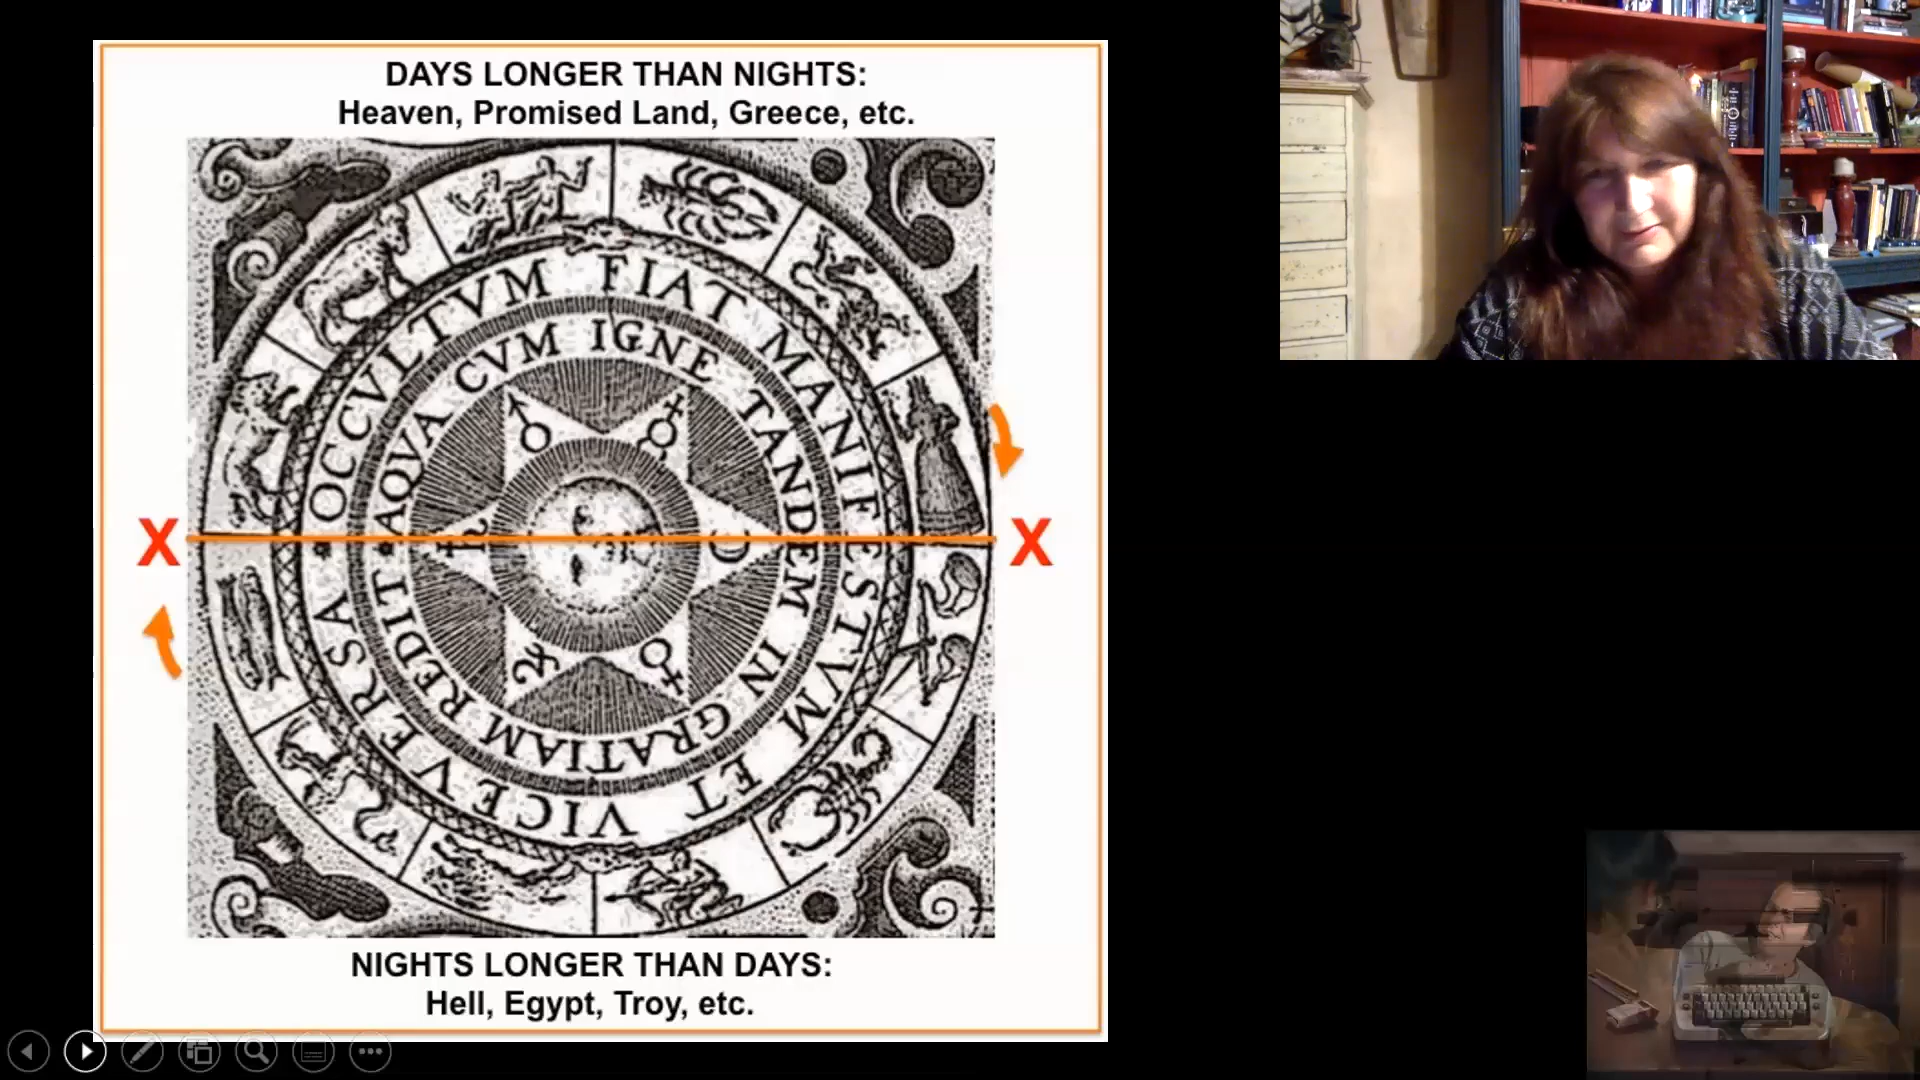 DAYS LONGER THAN NIGHTS:
Heaven, Promised Land, Greece, etc.
OCCVLTVM FIAT MANIFESTVM ET VICE VERSA
AQVA CVM IGNE TANDEM IN GRATIAM REDIT
X
X
NIGHTS LONGER THAN DAYS:
Hell, Egypt, Troy, etc.